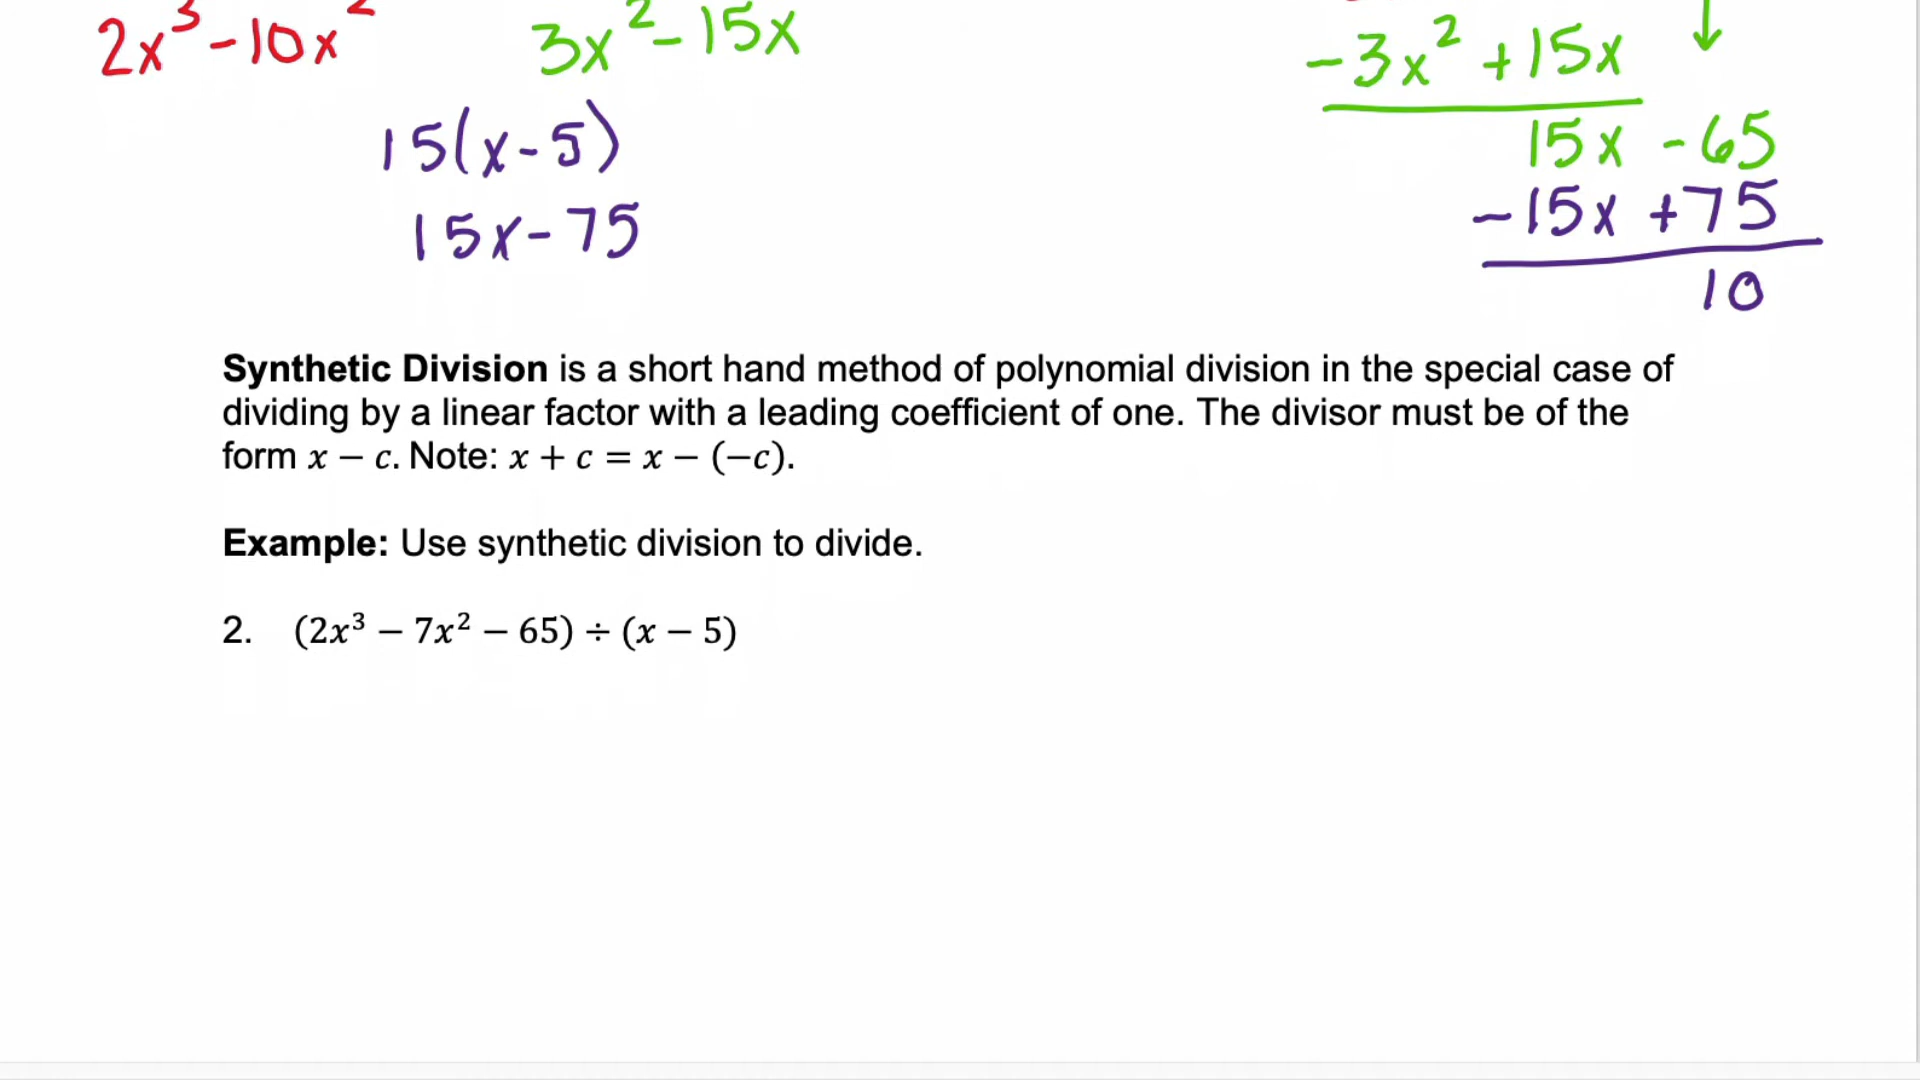 2x³ - 10x²
3x² - 15x
-3x² + 15x
15(x - 5)
15x - 65
15x - 75
-15x + 75
10
Synthetic Division is a short hand method of polynomial division in the special case of
dividing by a linear factor with a leading coefficient of one. The divisor must be of the
form x − c. Note: x + c = x − (−c).
Example: Use synthetic division to divide.
2. (2x³ − 7x² − 65) ÷ (x − 5)